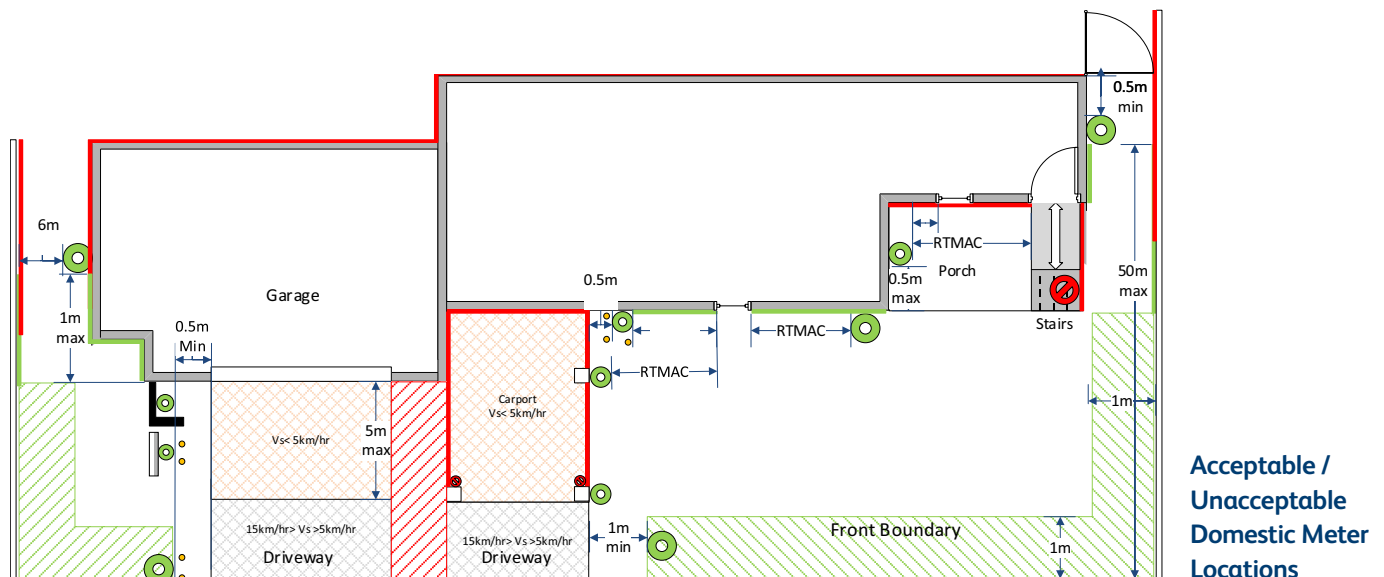 0.5m
min
6m
RTMAC
Porch
0.5m
max
50m
max
Garage
0.5m
1m
max
0.5m
Min
Stairs
RTMAC
RTMAC
Carport
Vs< 5km/hr
1m
Vs< 5km/hr
5m
max
Acceptable /
Unacceptable
Domestic Meter
Locations
15km/hr> Vs >5km/hr
Driveway
15km/hr> Vs >5km/hr
Driveway
1m
min
Front Boundary
1m